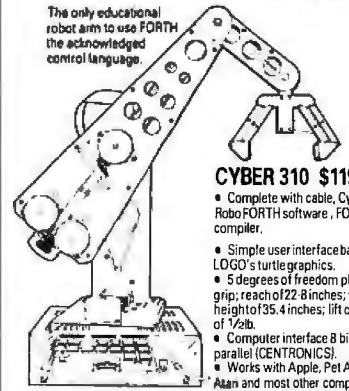 The only educational
robot arm to use FORTH
the acknowledged
control language.
CYBER 310 $119
• Complete with cable, Cy
RoboFORTH software, FO
compiler.
• Simple user interface ba
LOGO's turtle graphics.
• 5 degrees of freedom pl
grip; reach of 22·8 inches;
height of 35.4 inches; lift c
of 1/2lb.
• Computer interface 8 bi
parallel (CENTRONICS).
• Works with Apple, Pet A
Atari and most other comp